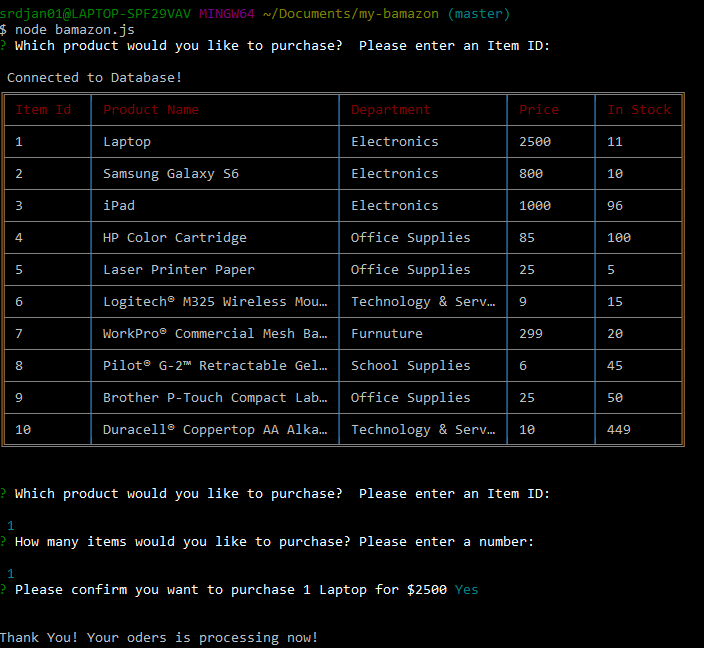 srdjan01@LAPTOP-SPF29VAV MINGW64 ~/Documents/my-bamazon (master)
$ node bamazon.js
? Which product would you like to purchase?  Please enter an Item ID:
Connected to Database!
Item Id Product Name Department Price In Stock
1 Laptop Electronics 2500 11
2 Samsung Galaxy S6 Electronics 800 10
3 iPad Electronics 1000 96
4 HP Color Cartridge Office Supplies 85 100
5 Laser Printer Paper Office Supplies 25 5
6 Logitech® M325 Wireless Mou… Technology & Serv… 9 15
7 WorkPro® Commercial Mesh Ba… Furnuture 299 20
8 Pilot® G-2™ Retractable Gel… School Supplies 6 45
9 Brother P-Touch Compact Lab… Office Supplies 25 50
10 Duracell® Coppertop AA Alka… Technology & Serv… 10 449
? Which product would you like to purchase?  Please enter an Item ID:
1
? How many items would you like to purchase? Please enter a number:
1
? Please confirm you want to purchase 1 Laptop for $2500 Yes
Thank You! Your oders is processing now!